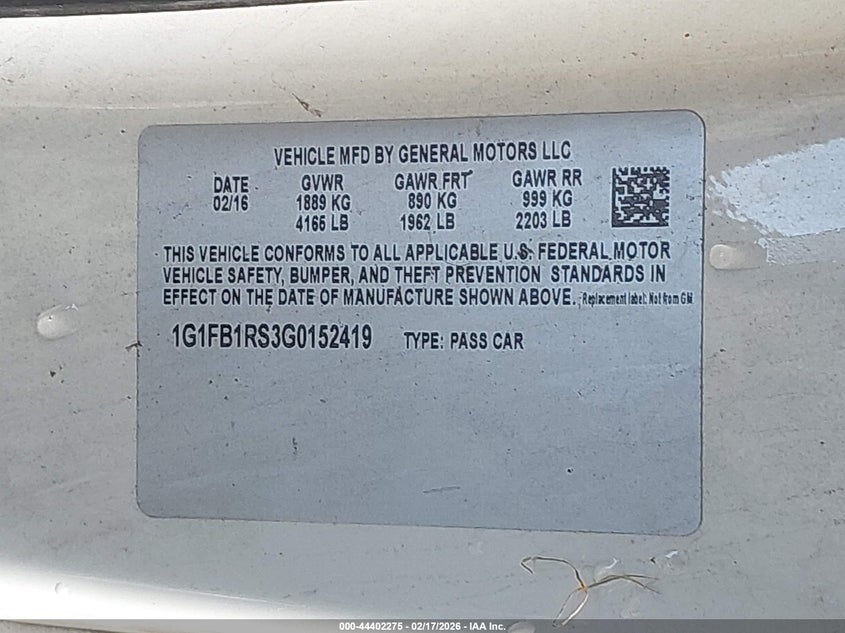 VEHICLE MFD BY GENERAL MOTORS LLC
DATE GVWR GAWR FRT GAWR RR
02/16 1889 KG 890 KG 999 KG
4165 LB 1962 LB 2203 LB
THIS VEHICLE CONFORMS TO ALL APPLICABLE U.S. FEDERAL MOTOR
VEHICLE SAFETY, BUMPER, AND THEFT PREVENTION STANDARDS IN
EFFECT ON THE DATE OF MANUFACTURE SHOWN ABOVE. Replacement label: Not from GM
1G1FB1RS3G0152419 TYPE: PASS CAR
000-44402275 - 02/17/2026 - IAA Inc.